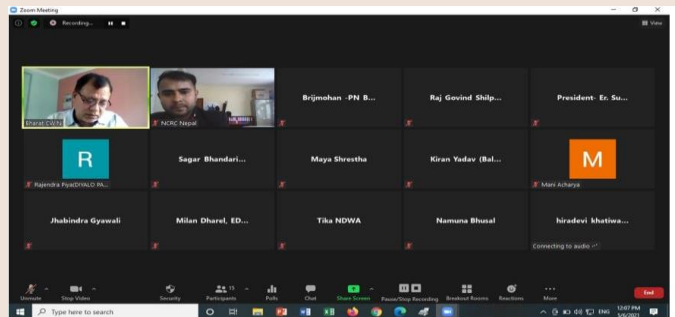 Zoom Meeting
Recording...
View
Bharat CWIN
NCRC Nepal
Brijmohan -PN B...
Raj Govind Shilp...
President- Er. Su...
R
Rajendra Piya(DIYALO PA...
Sagar Bhandari...
Maya Shrestha
Kiran Yadav (Bal...
M
Mani Acharya
Jhabindra Gyawali
Milan Dharel, ED...
Tika NDWA
Namuna Bhusal
hiradevi khatiwa...
Connecting to audio
Unmute
Stop Video
Security
15
Participants
Polls
Chat
Share Screen
Pause/Stop Recording
Breakout Rooms
Reactions
More
End
Type here to search
ENG
12:07 PM
5/6/2021